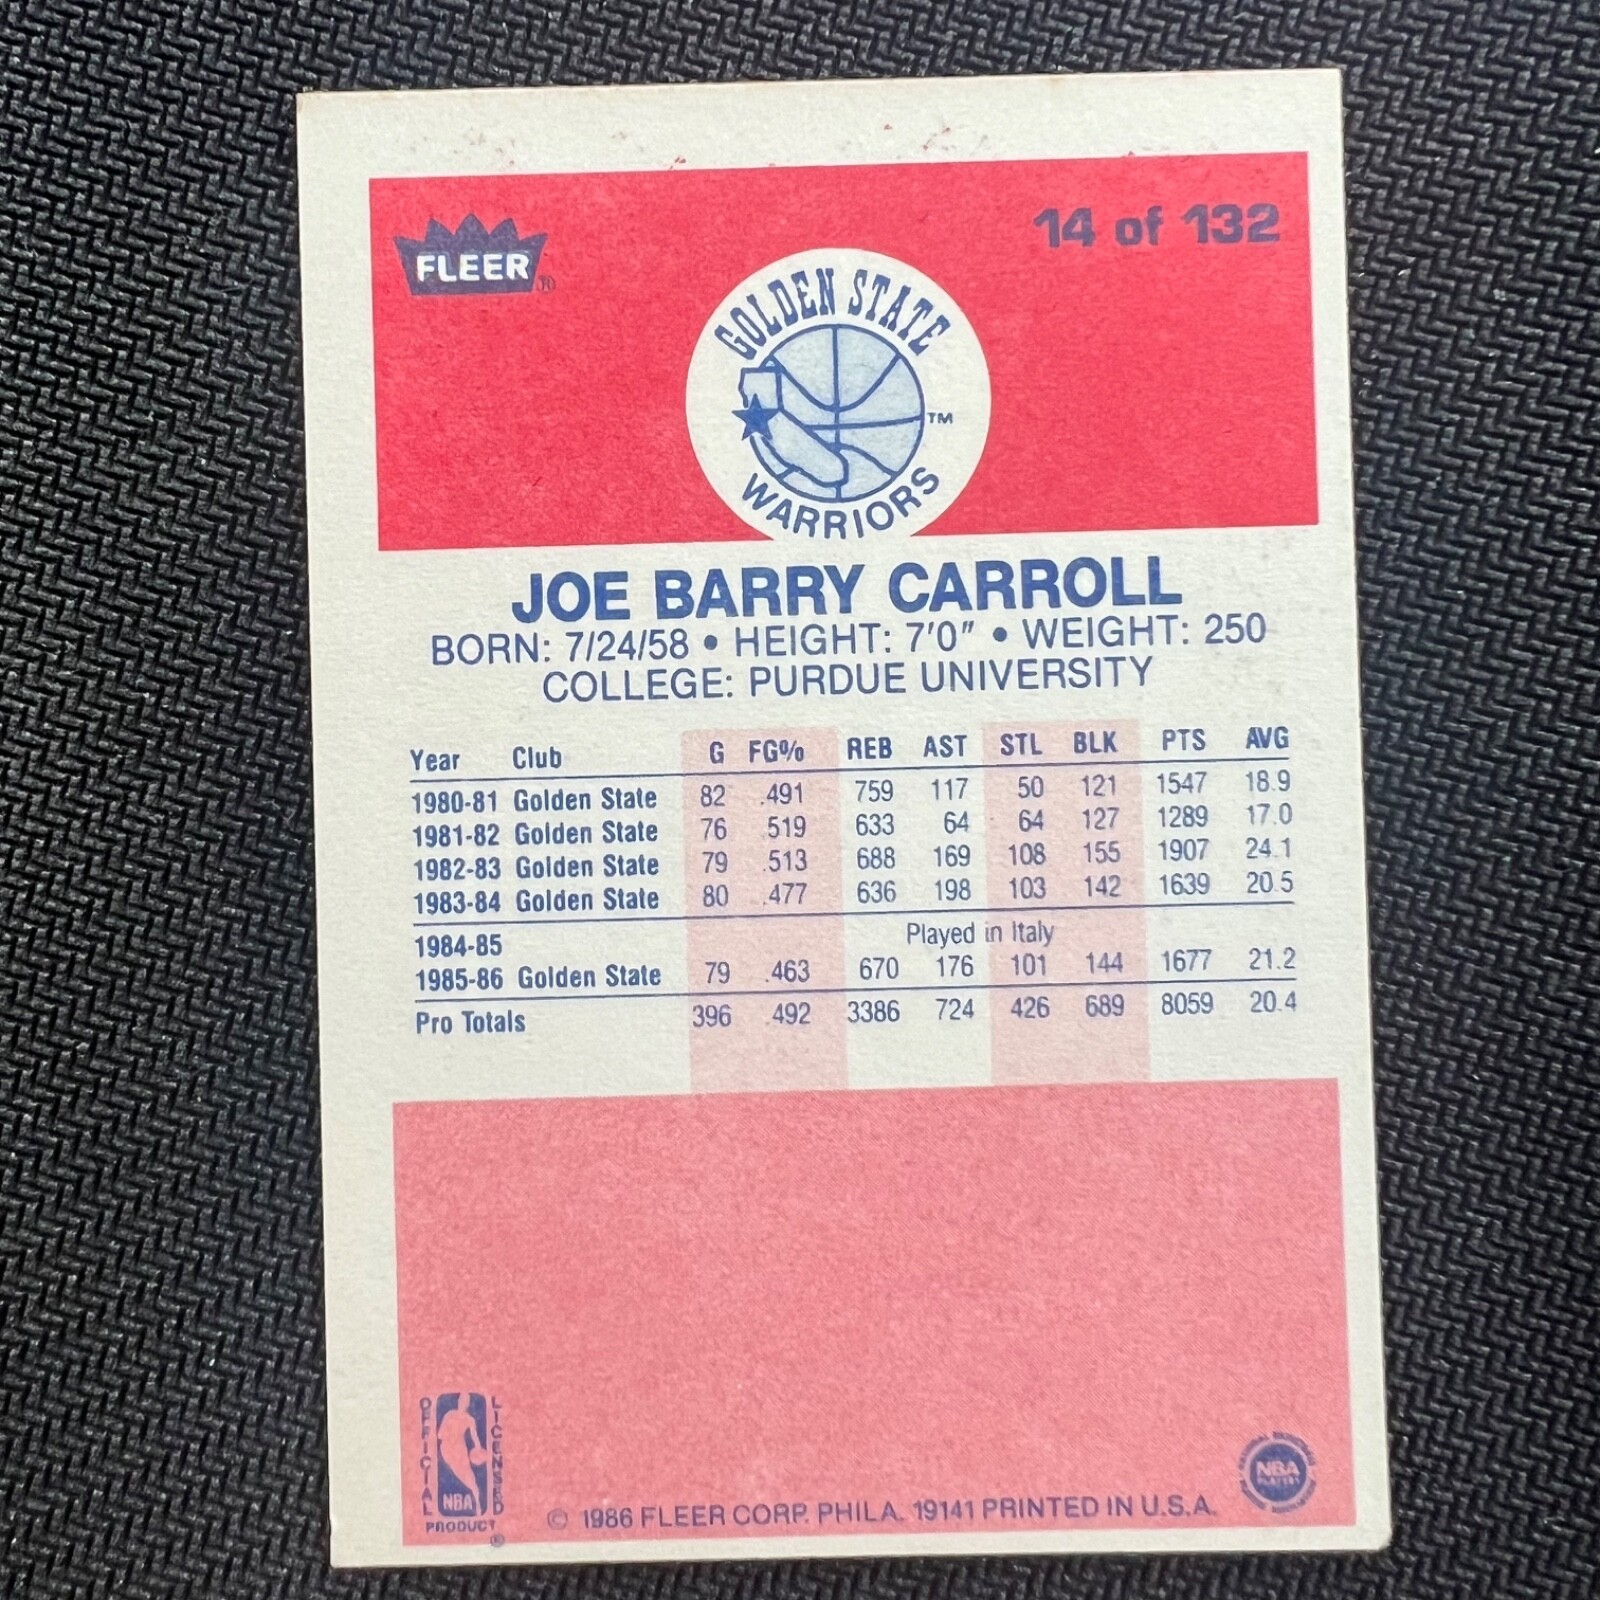 FLEER ®
14 of 132
GOLDEN STATE
TM
WARRIORS
JOE BARRY CARROLL
BORN: 7/24/58 • HEIGHT: 7'0" • WEIGHT: 250
COLLEGE: PURDUE UNIVERSITY
Year Club G FG% REB AST STL BLK PTS AVG
1980-81 Golden State 82 .491 759 117 50 121 1547 18.9
1981-82 Golden State 76 .519 633 64 64 127 1289 17.0
1982-83 Golden State 79 .513 688 169 108 155 1907 24.1
1983-84 Golden State 80 .477 636 198 103 142 1639 20.5
1984-85 Played in Italy
1985-86 Golden State 79 .463 670 176 101 144 1677 21.2
Pro Totals 396 .492 3386 724 426 689 8059 20.4
OFFICIAL
LICENSED
NBA
PRODUCT
®
© 1986 FLEER CORP. PHILA. 19141 PRINTED IN U.S.A.
NBA
PLAYERS